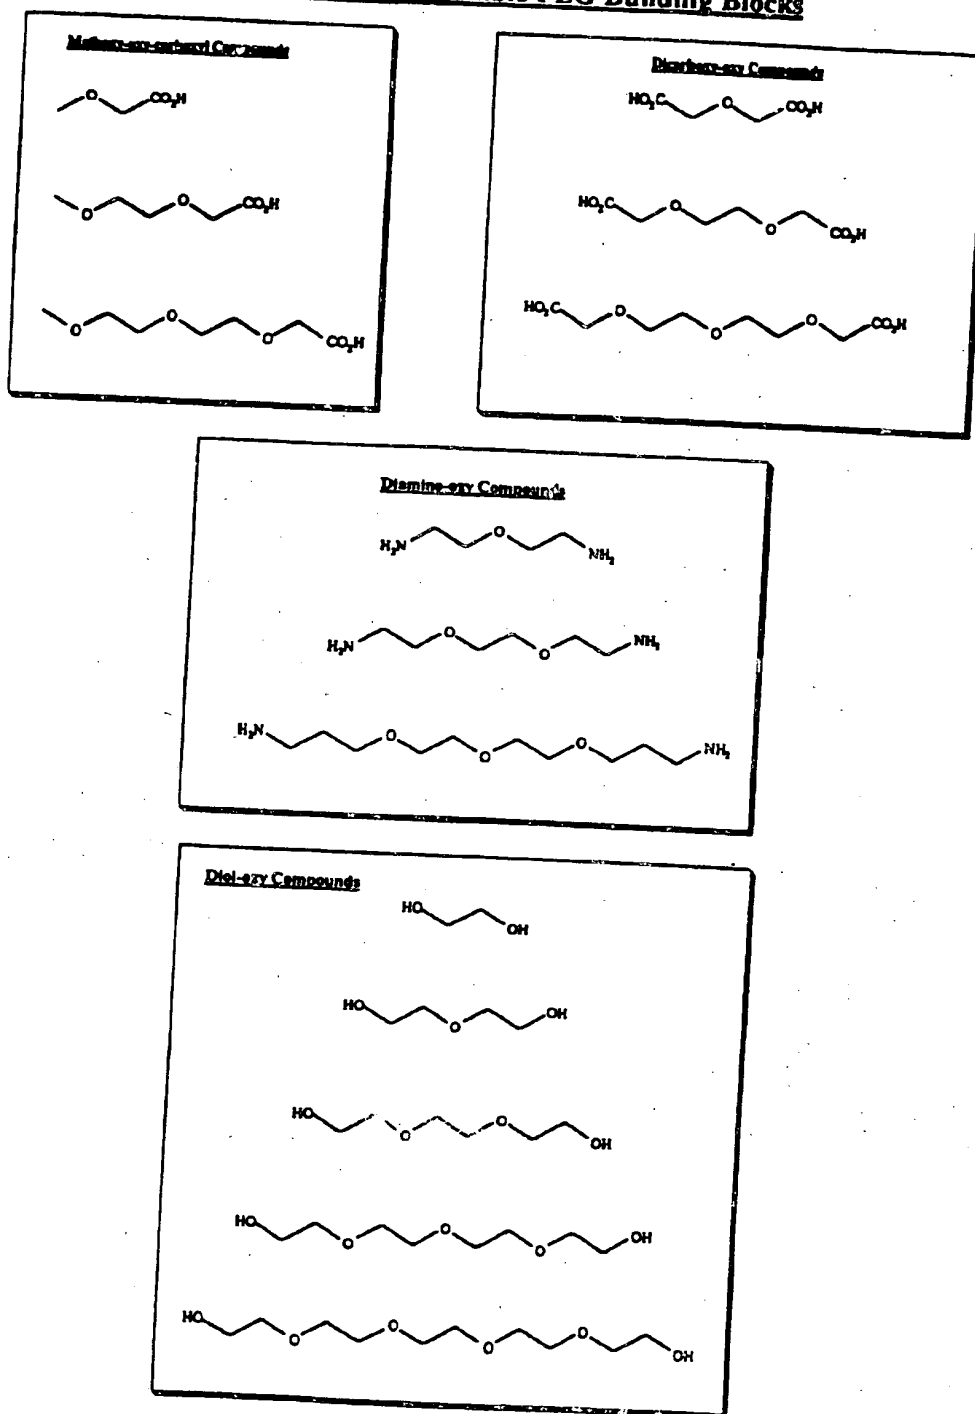 PEG Building Blocks
Methoxy-oxy-carboxyl Compounds
O CO₂H
O O CO₂H
O O O CO₂H
Dicarboxy-oxy Compounds
HO₂C O CO₂H
HO₂C O O CO₂H
HO₂C O O O CO₂H
Diamine-oxy Compounds
H₂N O NH₂
H₂N O O NH₂
H₂N O O O NH₂
Diol-oxy Compounds
HO OH
HO O OH
HO O O OH
HO O O O OH
HO O O O O OH